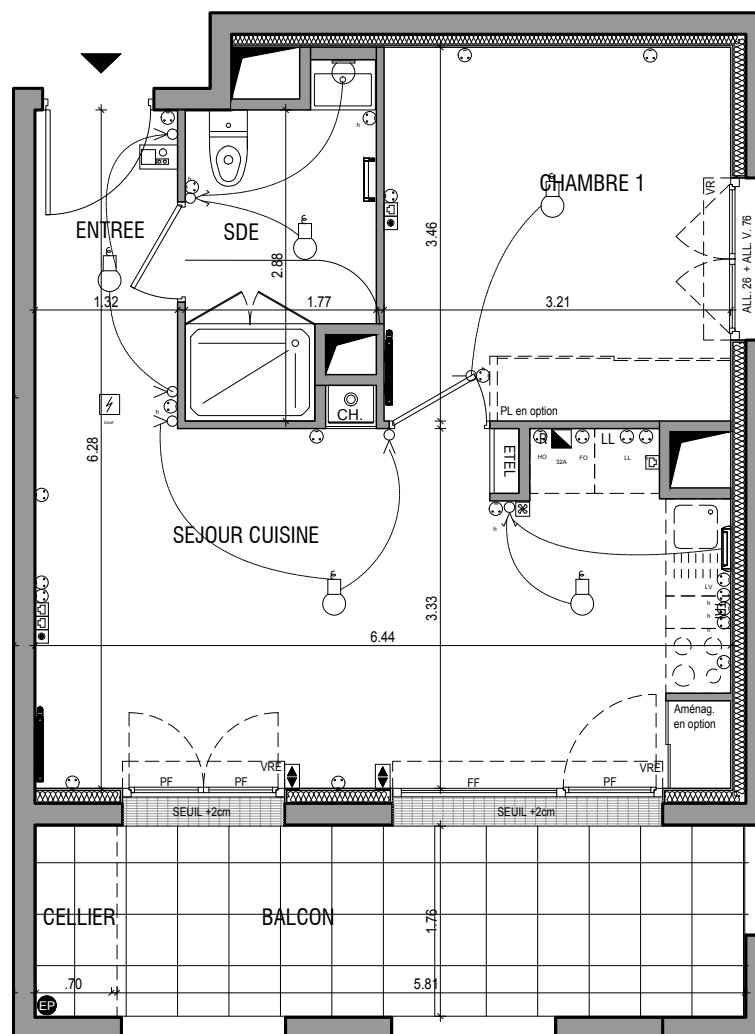 h
CHAMBRE 1
VR
ALL. 26 + ALL V. 76
ENTREE
SDE
h
3.46
2.88
1.32
1.77
3.21
DAAF
h
6.28
CH.
PL en option
R
LL
HO
32A
FO
LL
h
ETEL
h
SEJOUR CUISINE
3.33
LV
h
h
h
6.44
Aménag.
en option
PF
PF
VRE
FF
PF
VRE
SEUIL +2cm
SEUIL +2cm
CELLIER
BALCON
1.76
.70
5.81
EP